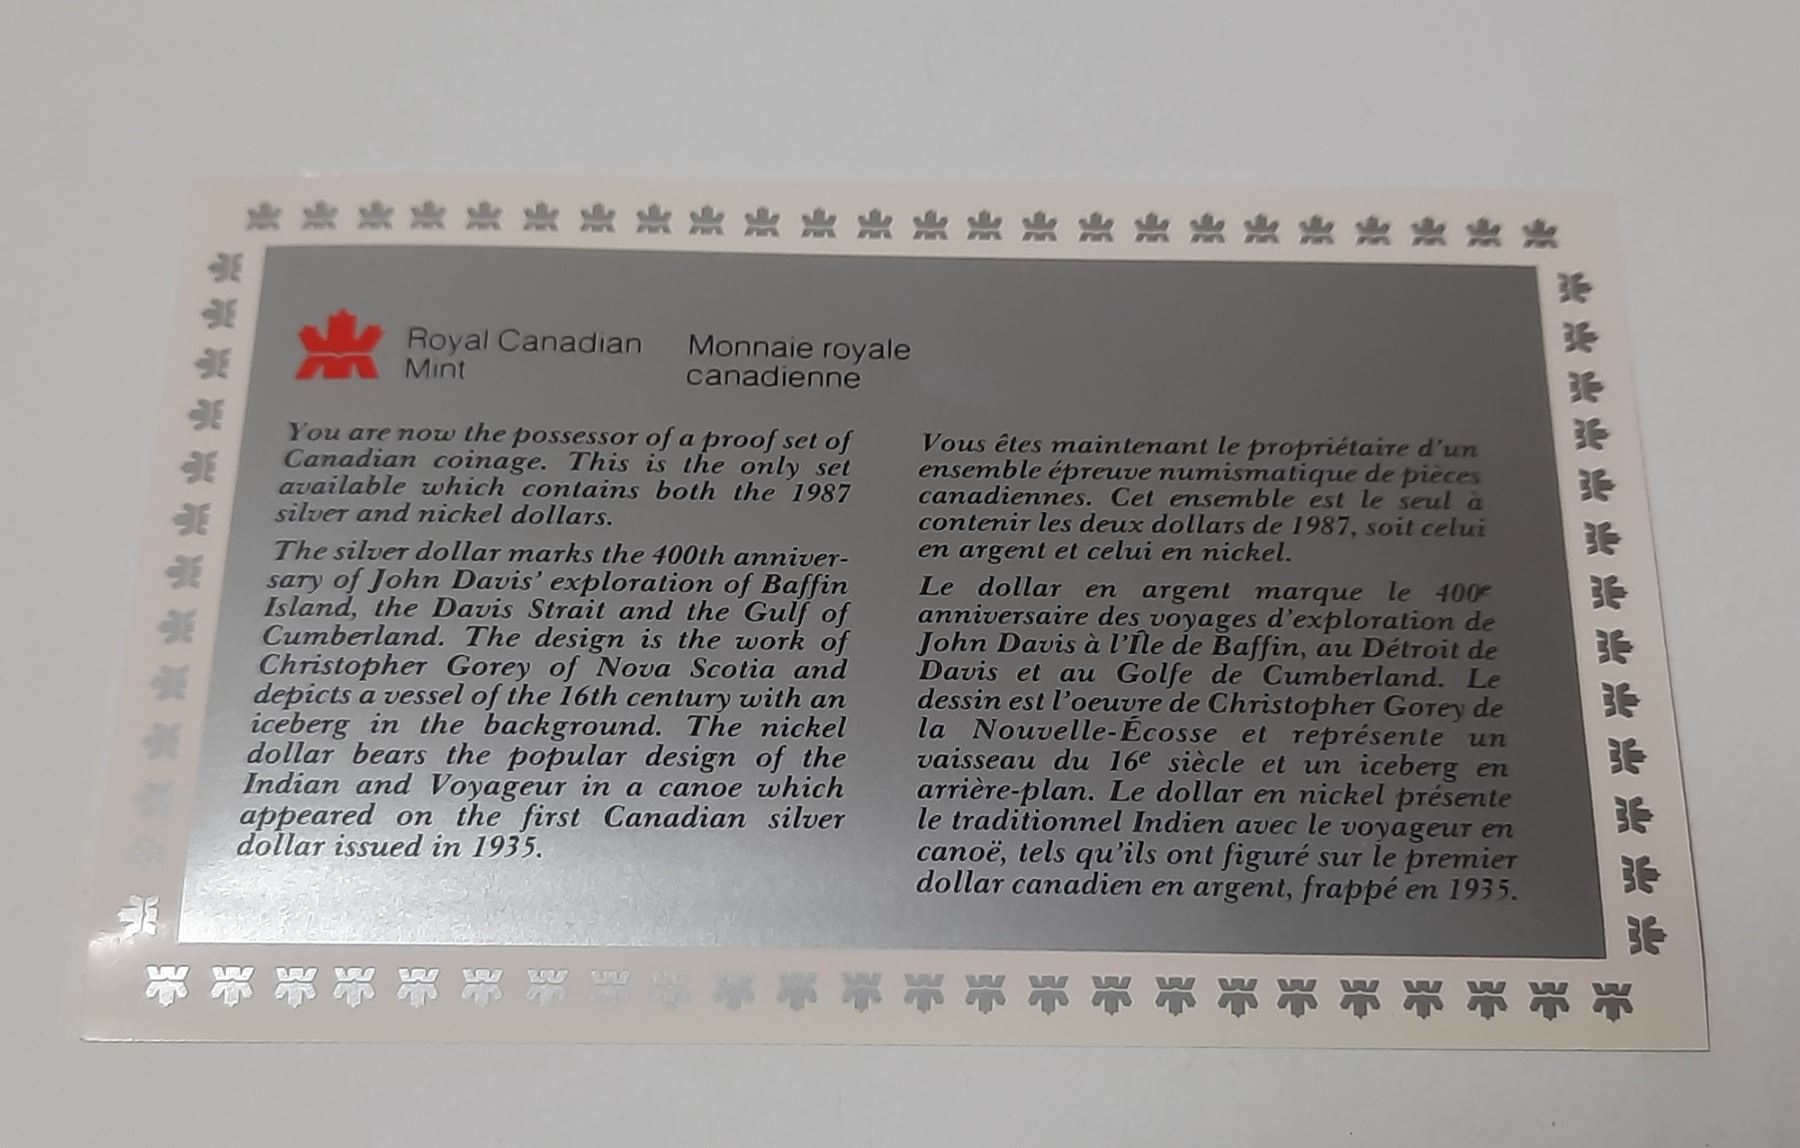 Royal Canadian
Mint
Monnaie royale
canadienne
You are now the possessor of a proof set of
Canadian coinage. This is the only set
available which contains both the 1987
silver and nickel dollars.
The silver dollar marks the 400th anniver-
sary of John Davis' exploration of Baffin
Island, the Davis Strait and the Gulf of
Cumberland. The design is the work of
Christopher Gorey of Nova Scotia and
depicts a vessel of the 16th century with an
iceberg in the background. The nickel
dollar bears the popular design of the
Indian and Voyageur in a canoe which
appeared on the first Canadian silver
dollar issued in 1935.
Vous êtes maintenant le propriétaire d'un
ensemble épreuve numismatique de pièces
canadiennes. Cet ensemble est le seul à
contenir les deux dollars de 1987, soit celui
en argent et celui en nickel.
Le dollar en argent marque le 400e
anniversaire des voyages d'exploration de
John Davis à l'Île de Baffin, au Détroit de
Davis et au Golfe de Cumberland. Le
dessin est l'oeuvre de Christopher Gorey de
la Nouvelle-Écosse et représente un
vaisseau du 16e siècle et un iceberg en
arrière-plan. Le dollar en nickel présente
le traditionnel Indien avec le voyageur en
canoë, tels qu'ils ont figuré sur le premier
dollar canadien en argent, frappé en 1935.